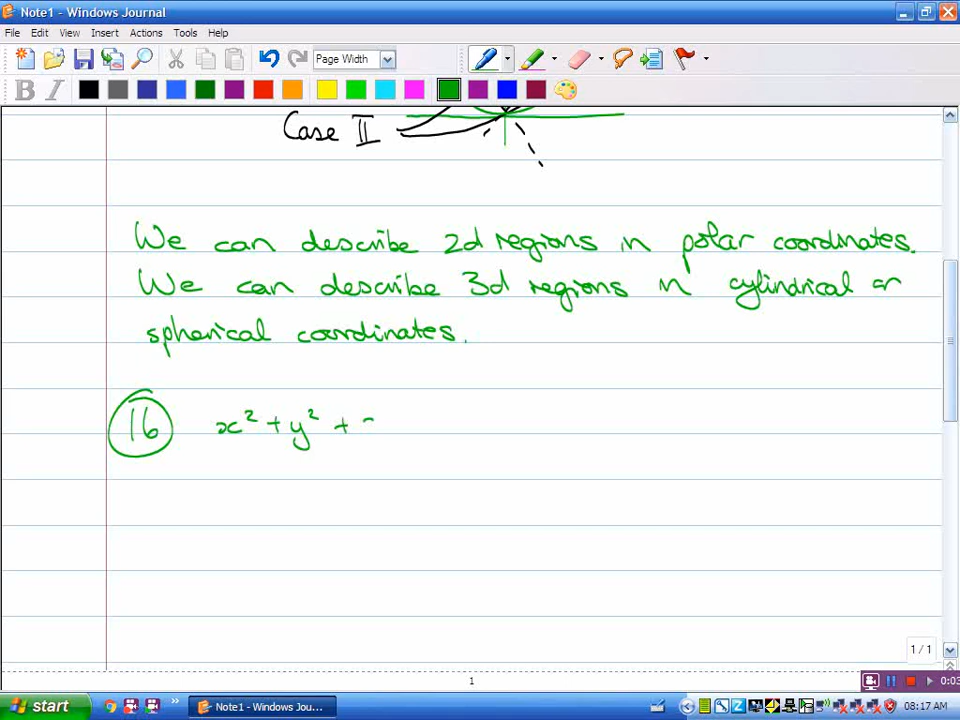 Note1 - Windows Journal
File Edit View Insert Actions Tools Help
Page Width
B I
Case II
We can describe 2d regions in polar coordinates.
We can describe 3d regions in cylindrical or
spherical coordinates.
16 x² + y² +
1 / 1
1
start
Note1 - Windows Jou...
0:03
08:17 AM